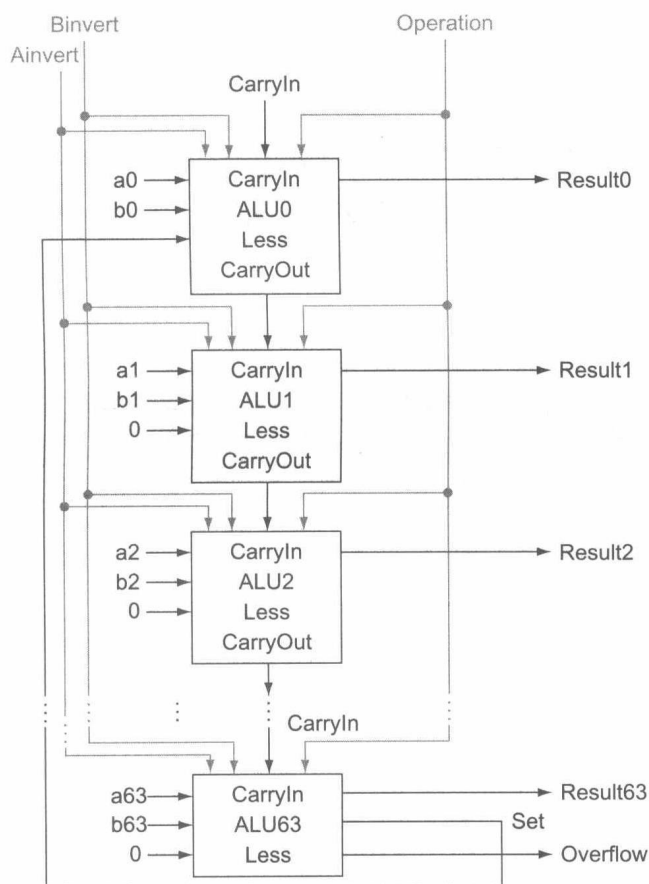 Binvert
Operation
Ainvert
CarryIn
a0
CarryIn
Result0
b0
ALU0
Less
CarryOut
a1
CarryIn
Result1
b1
ALU1
0
Less
CarryOut
a2
CarryIn
Result2
b2
ALU2
0
Less
CarryOut
CarryIn
a63
CarryIn
Result63
b63
ALU63
Set
0
Less
Overflow